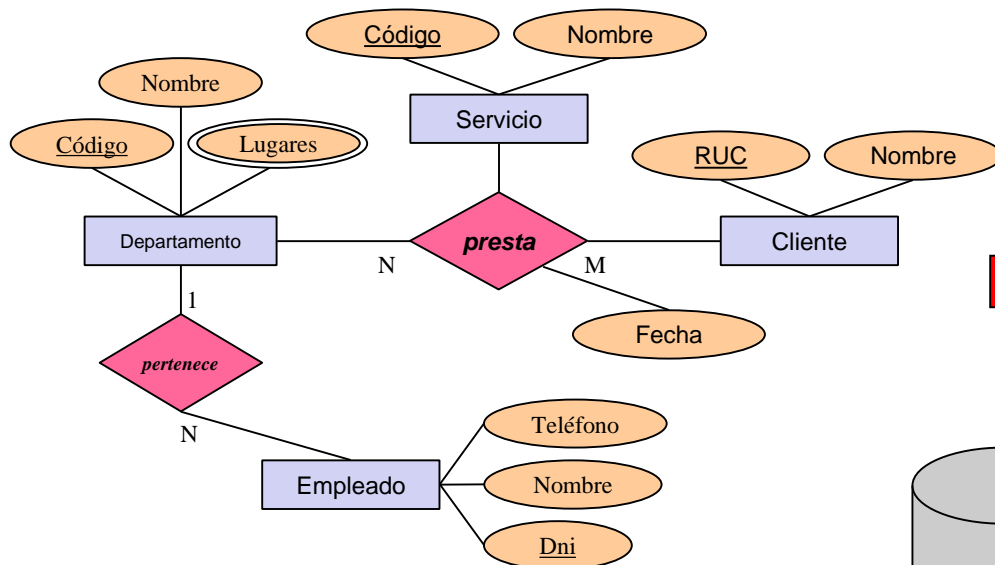 Código
Nombre
Nombre
Servicio
Código
Lugares
RUC
Nombre
Departamento
presta
Cliente
N
M
1
Fecha
pertenece
N
Teléfono
Empleado
Nombre
Dni